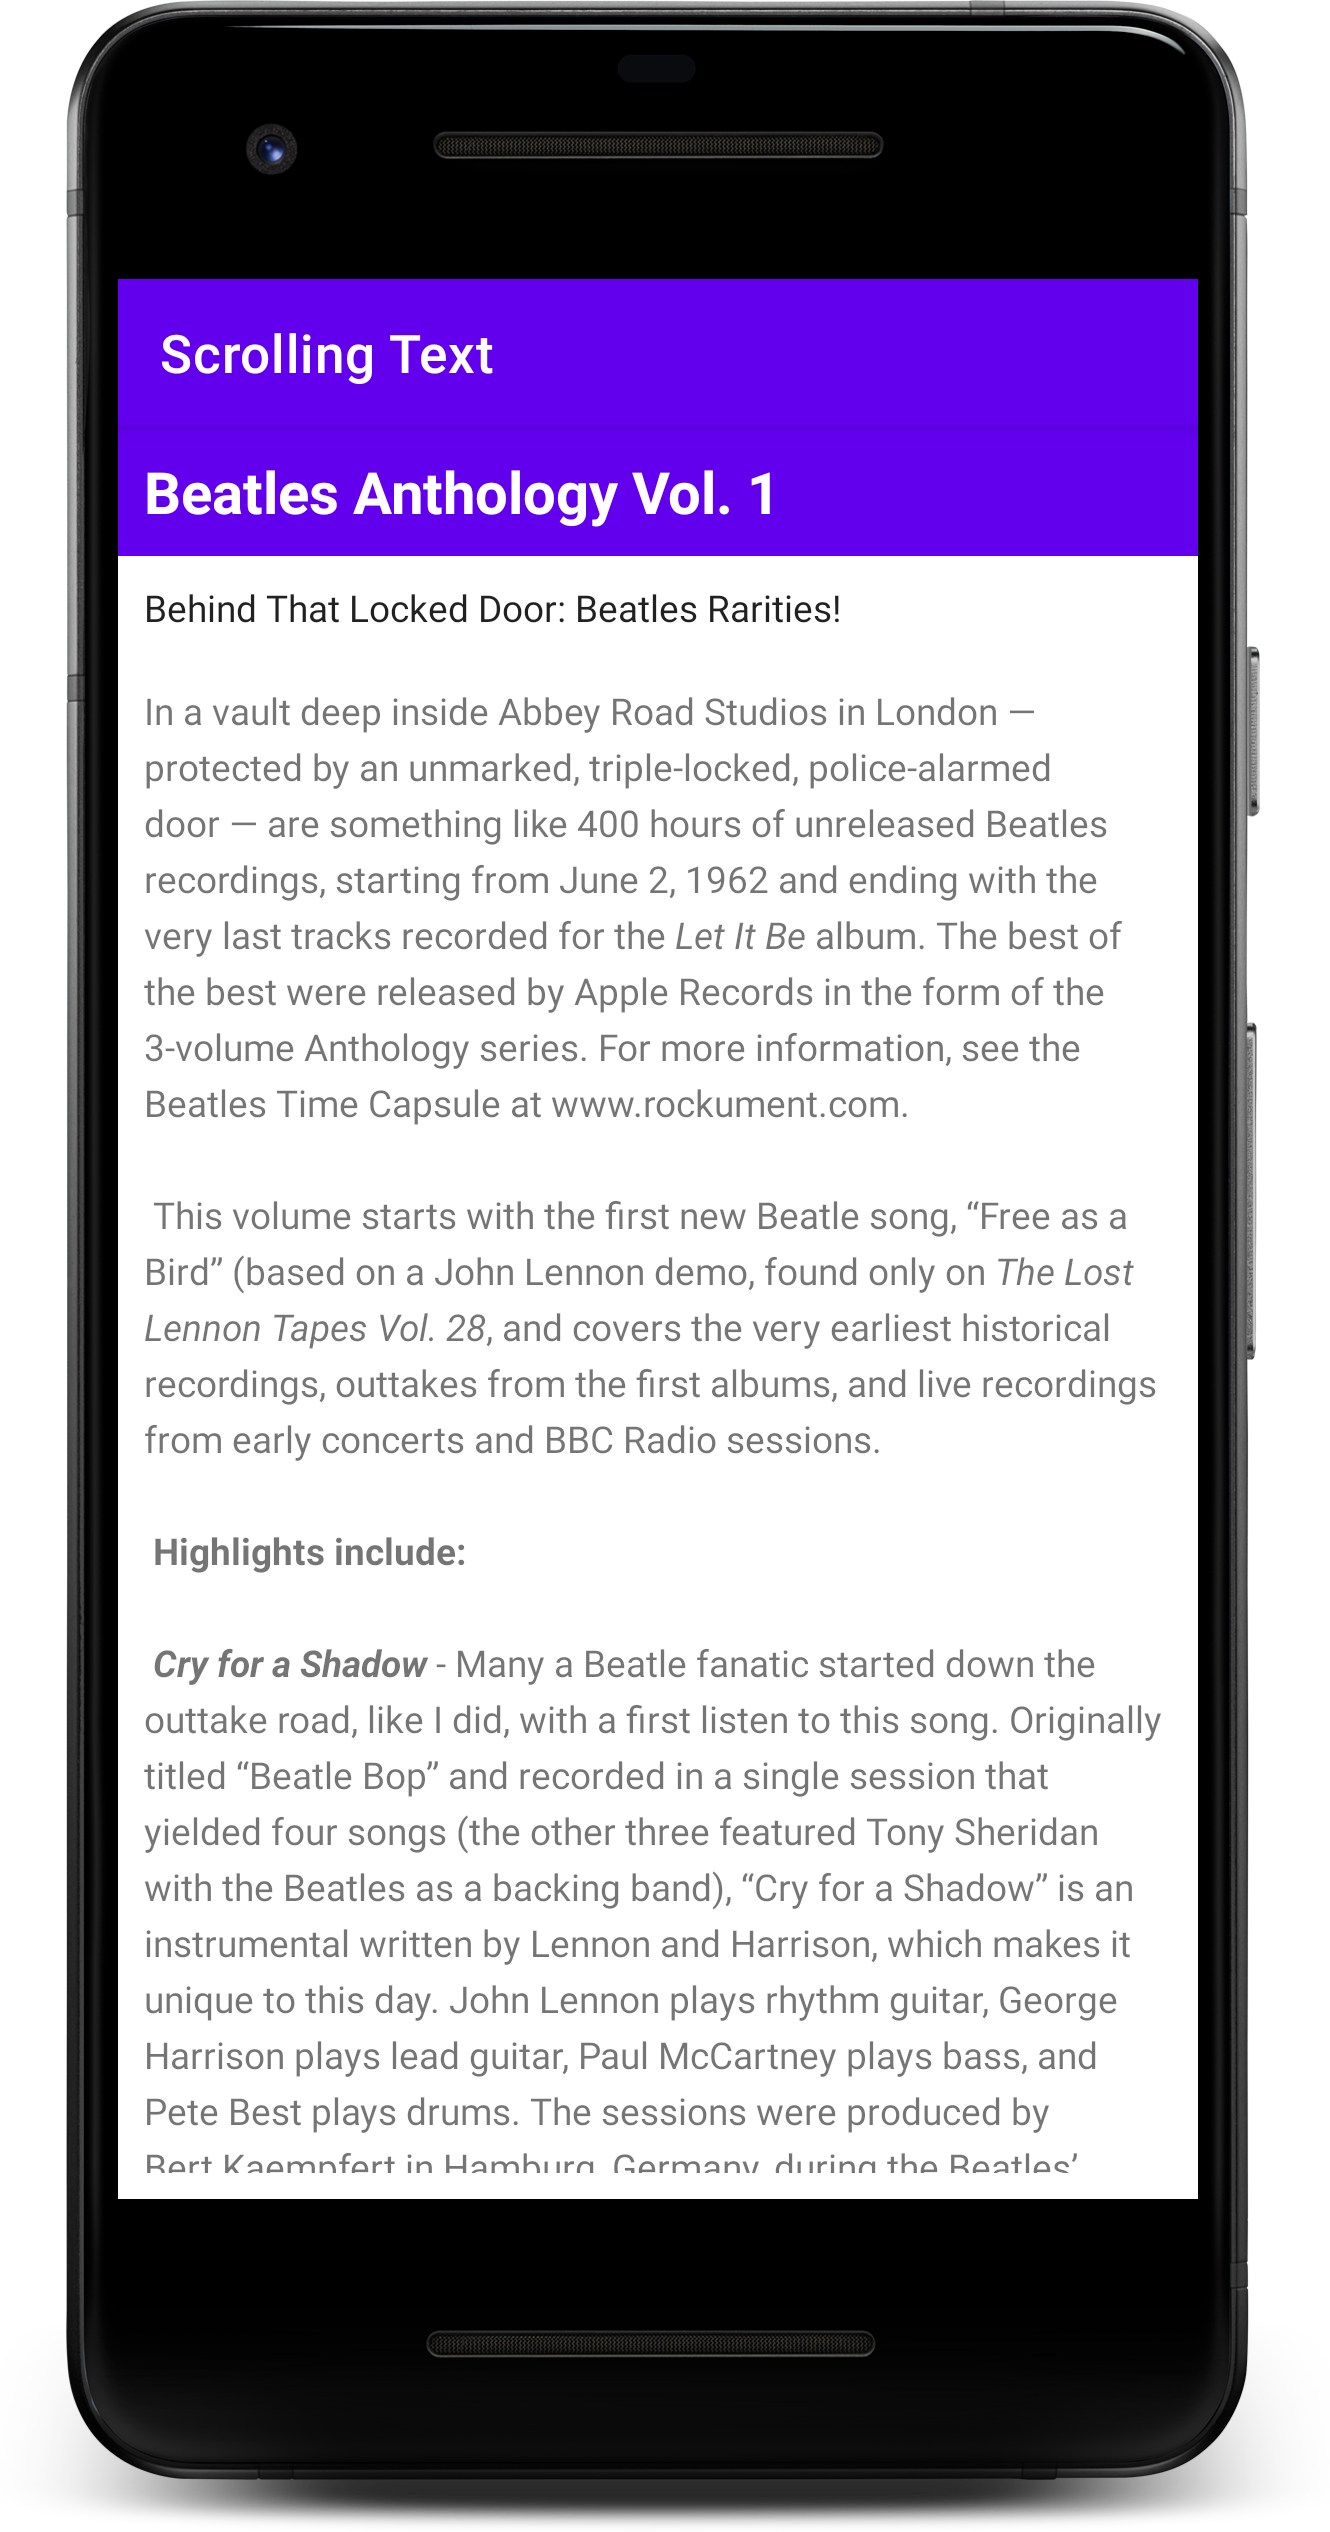 Scrolling Text
Beatles Anthology Vol. 1
Behind That Locked Door: Beatles Rarities!
In a vault deep inside Abbey Road Studios in London —
protected by an unmarked, triple-locked, police-alarmed
door — are something like 400 hours of unreleased Beatles
recordings, starting from June 2, 1962 and ending with the
very last tracks recorded for the Let It Be album. The best of
the best were released by Apple Records in the form of the
3-volume Anthology series. For more information, see the
Beatles Time Capsule at www.rockument.com.
This volume starts with the first new Beatle song, “Free as a
Bird” (based on a John Lennon demo, found only on The Lost
Lennon Tapes Vol. 28, and covers the very earliest historical
recordings, outtakes from the first albums, and live recordings
from early concerts and BBC Radio sessions.
Highlights include:
Cry for a Shadow - Many a Beatle fanatic started down the
outtake road, like I did, with a first listen to this song. Originally
titled “Beatle Bop” and recorded in a single session that
yielded four songs (the other three featured Tony Sheridan
with the Beatles as a backing band), “Cry for a Shadow” is an
instrumental written by Lennon and Harrison, which makes it
unique to this day. John Lennon plays rhythm guitar, George
Harrison plays lead guitar, Paul McCartney plays bass, and
Pete Best plays drums. The sessions were produced by
Bert Kaempfert in Hamburg, Germany, during the Beatles’